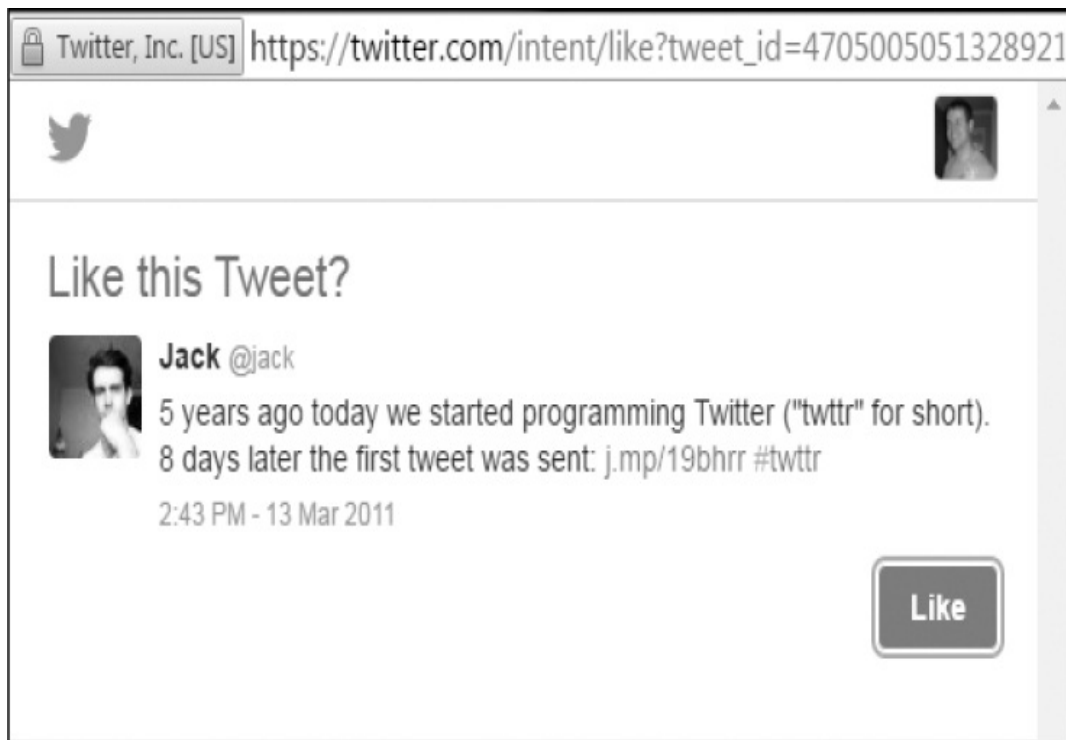 Twitter, Inc. [US] https://twitter.com/intent/like?tweet_id=4705005051328921
Like this Tweet?
Jack @jack
5 years ago today we started programming Twitter ("twttr" for short).
8 days later the first tweet was sent: j.mp/19bhrr #twttr
2:43 PM - 13 Mar 2011
Like